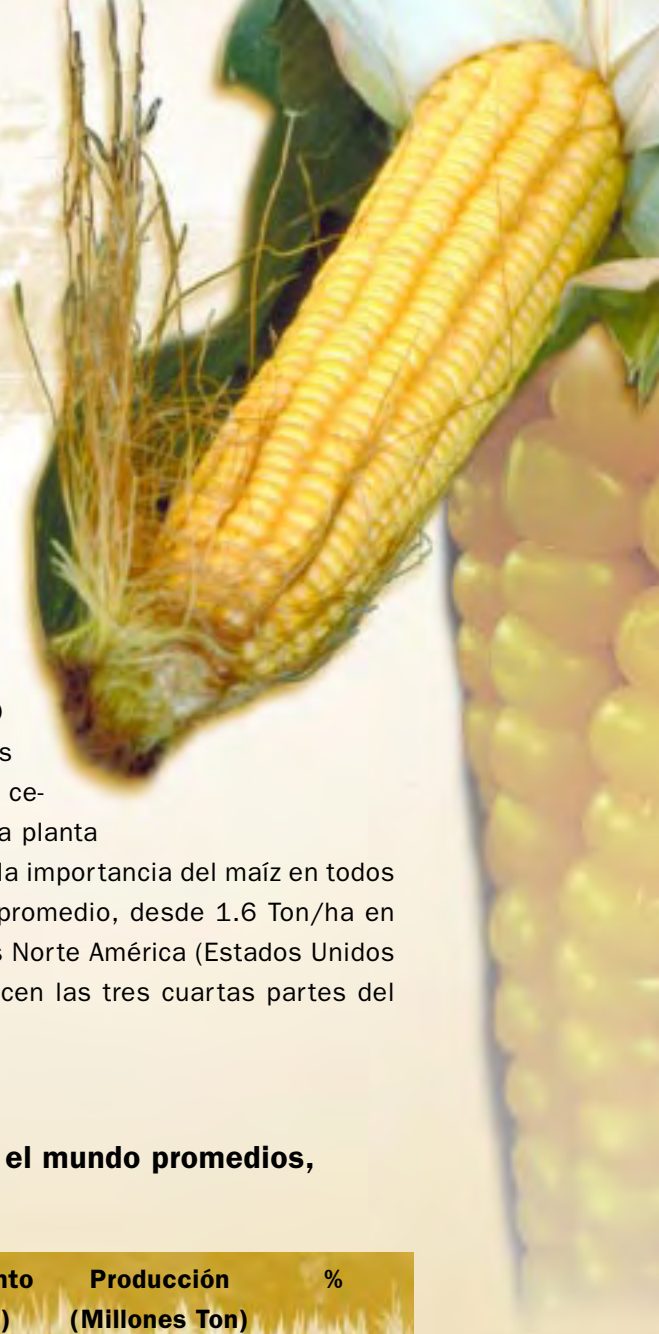 s
ce-
a planta
la importancia del maíz en todos
promedio, desde 1.6 Ton/ha en
s Norte América (Estados Unidos
cen las tres cuartas partes del
el mundo promedios,
nto Producción %
) (Millones Ton)